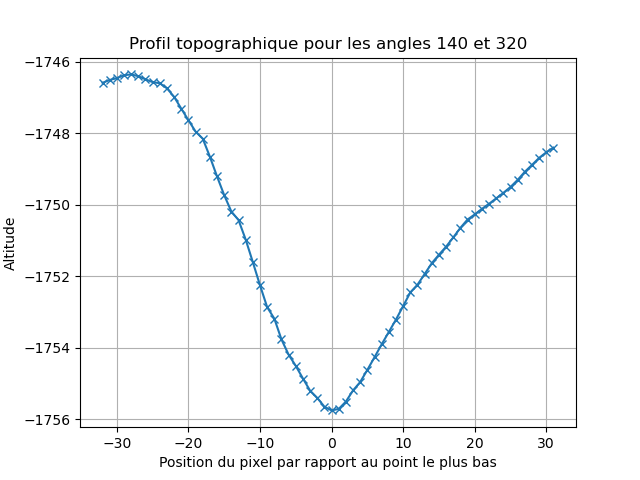 Profil topographique pour les angles 140 et 320
−1746
−1748
−1750
−1752
−1754
−1756
Altitude
−30 −20 −10 0 10 20 30
Position du pixel par rapport au point le plus bas